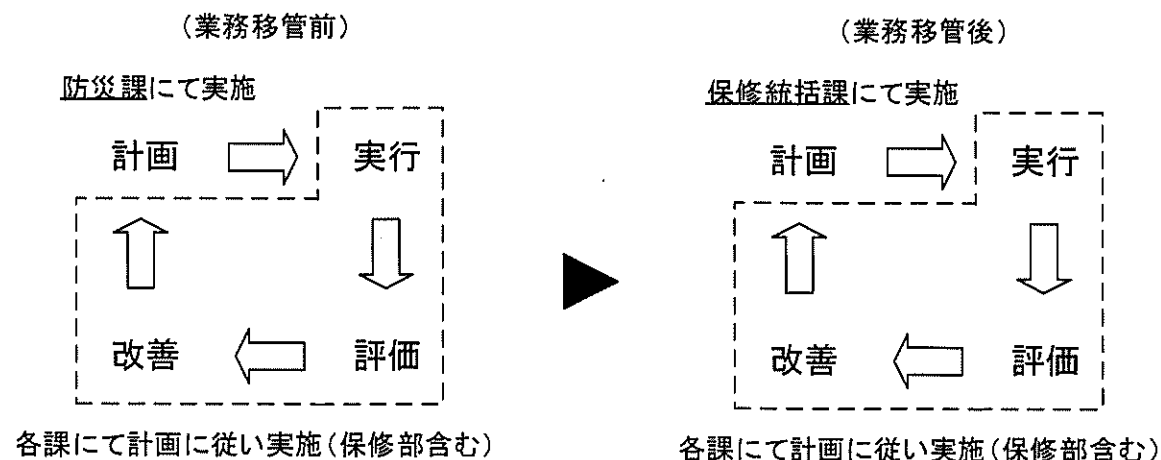 (業務移管前)
防災課にて実施
計画
実行
改善
評価
各課にて計画に従い実施(保修部含む)
(業務移管後)
保修統括課にて実施
計画
実行
改善
評価
各課にて計画に従い実施(保修部含む)